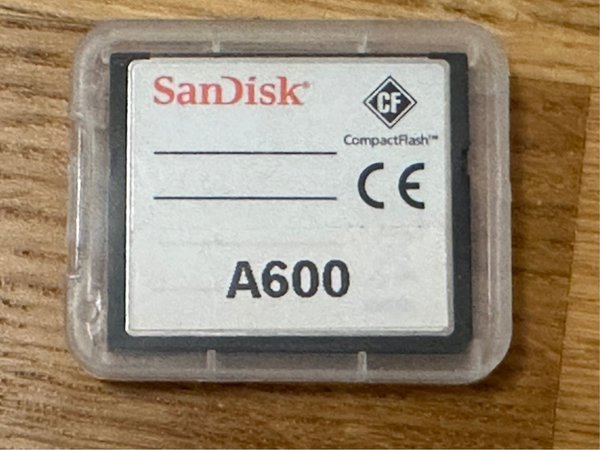 SanDisk®
CF
CompactFlash™
CE
A600